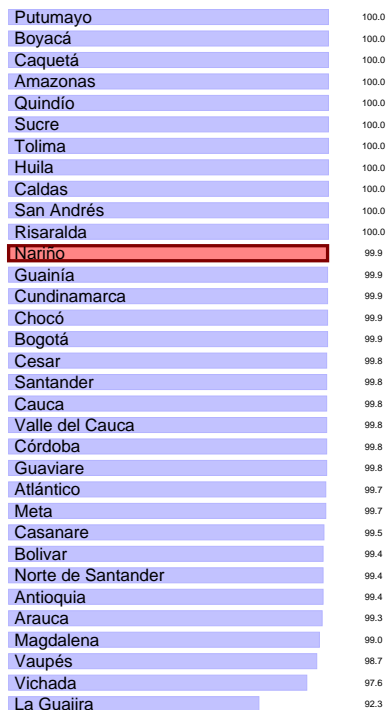 Putumayo 100.0
Boyacá 100.0
Caquetá 100.0
Amazonas 100.0
Quindío 100.0
Sucre 100.0
Tolima 100.0
Huila 100.0
Caldas 100.0
San Andrés 100.0
Risaralda 100.0
Nariño 99.9
Guainía 99.9
Cundinamarca 99.9
Chocó 99.9
Bogotá 99.9
Cesar 99.8
Santander 99.8
Cauca 99.8
Valle del Cauca 99.8
Córdoba 99.8
Guaviare 99.8
Atlántico 99.7
Meta 99.7
Casanare 99.5
Bolivar 99.4
Norte de Santander 99.4
Antioquia 99.4
Arauca 99.3
Magdalena 99.0
Vaupés 98.7
Vichada 97.6
La Guajira 92.3